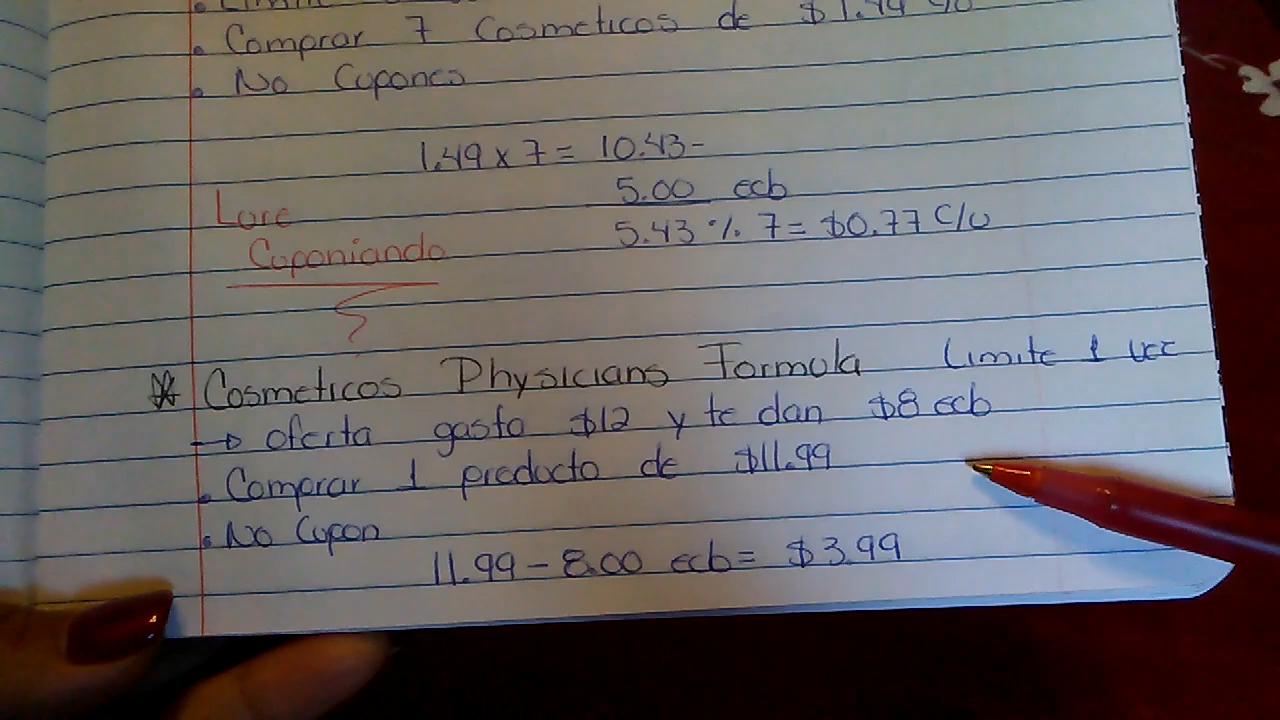 . Comprar 7 Cosmeticos de $1.49 c/u
. No Cupones
1.49 x 7 = 10.43-
5.00 ecb
5.43 % 7 = $0.77 c/u
Lore
Cuponiando
* Cosmeticos Physicians Formula Limite 1 vez
→ oferta gasta $12 y te dan $8 ecb
. Comprar 1 producto de $11.99
. No Cupon
11.99 - 8.00 ecb = $3.99